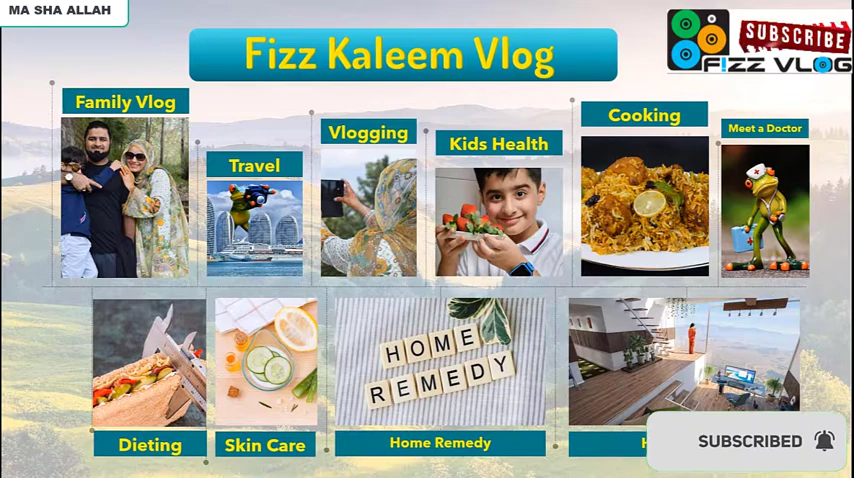 MA SHA ALLAH
Fizz Kaleem Vlog
SUBSCRIBE
F!ZZ VLOG
Family Vlog
Travel
Vlogging
Kids Health
Cooking
Meet a Doctor
HOME
REMEDY
Dieting
Skin Care
Home Remedy
SUBSCRIBED